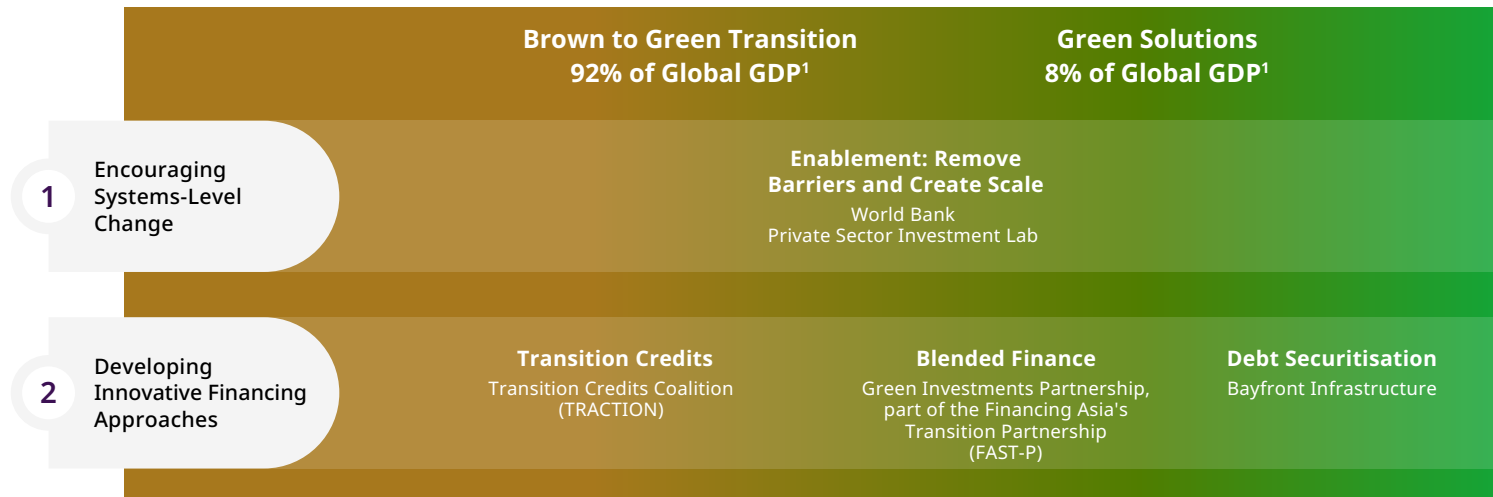 Brown to Green Transition
92% of Global GDP¹
Green Solutions
8% of Global GDP¹
1
Encouraging
Systems-Level
Change
Enablement: Remove
Barriers and Create Scale
World Bank
Private Sector Investment Lab
2
Developing
Innovative Financing
Approaches
Transition Credits
Transition Credits Coalition
(TRACTION)
Blended Finance
Green Investments Partnership,
part of the Financing Asia's
Transition Partnership
(FAST-P)
Debt Securitisation
Bayfront Infrastructure